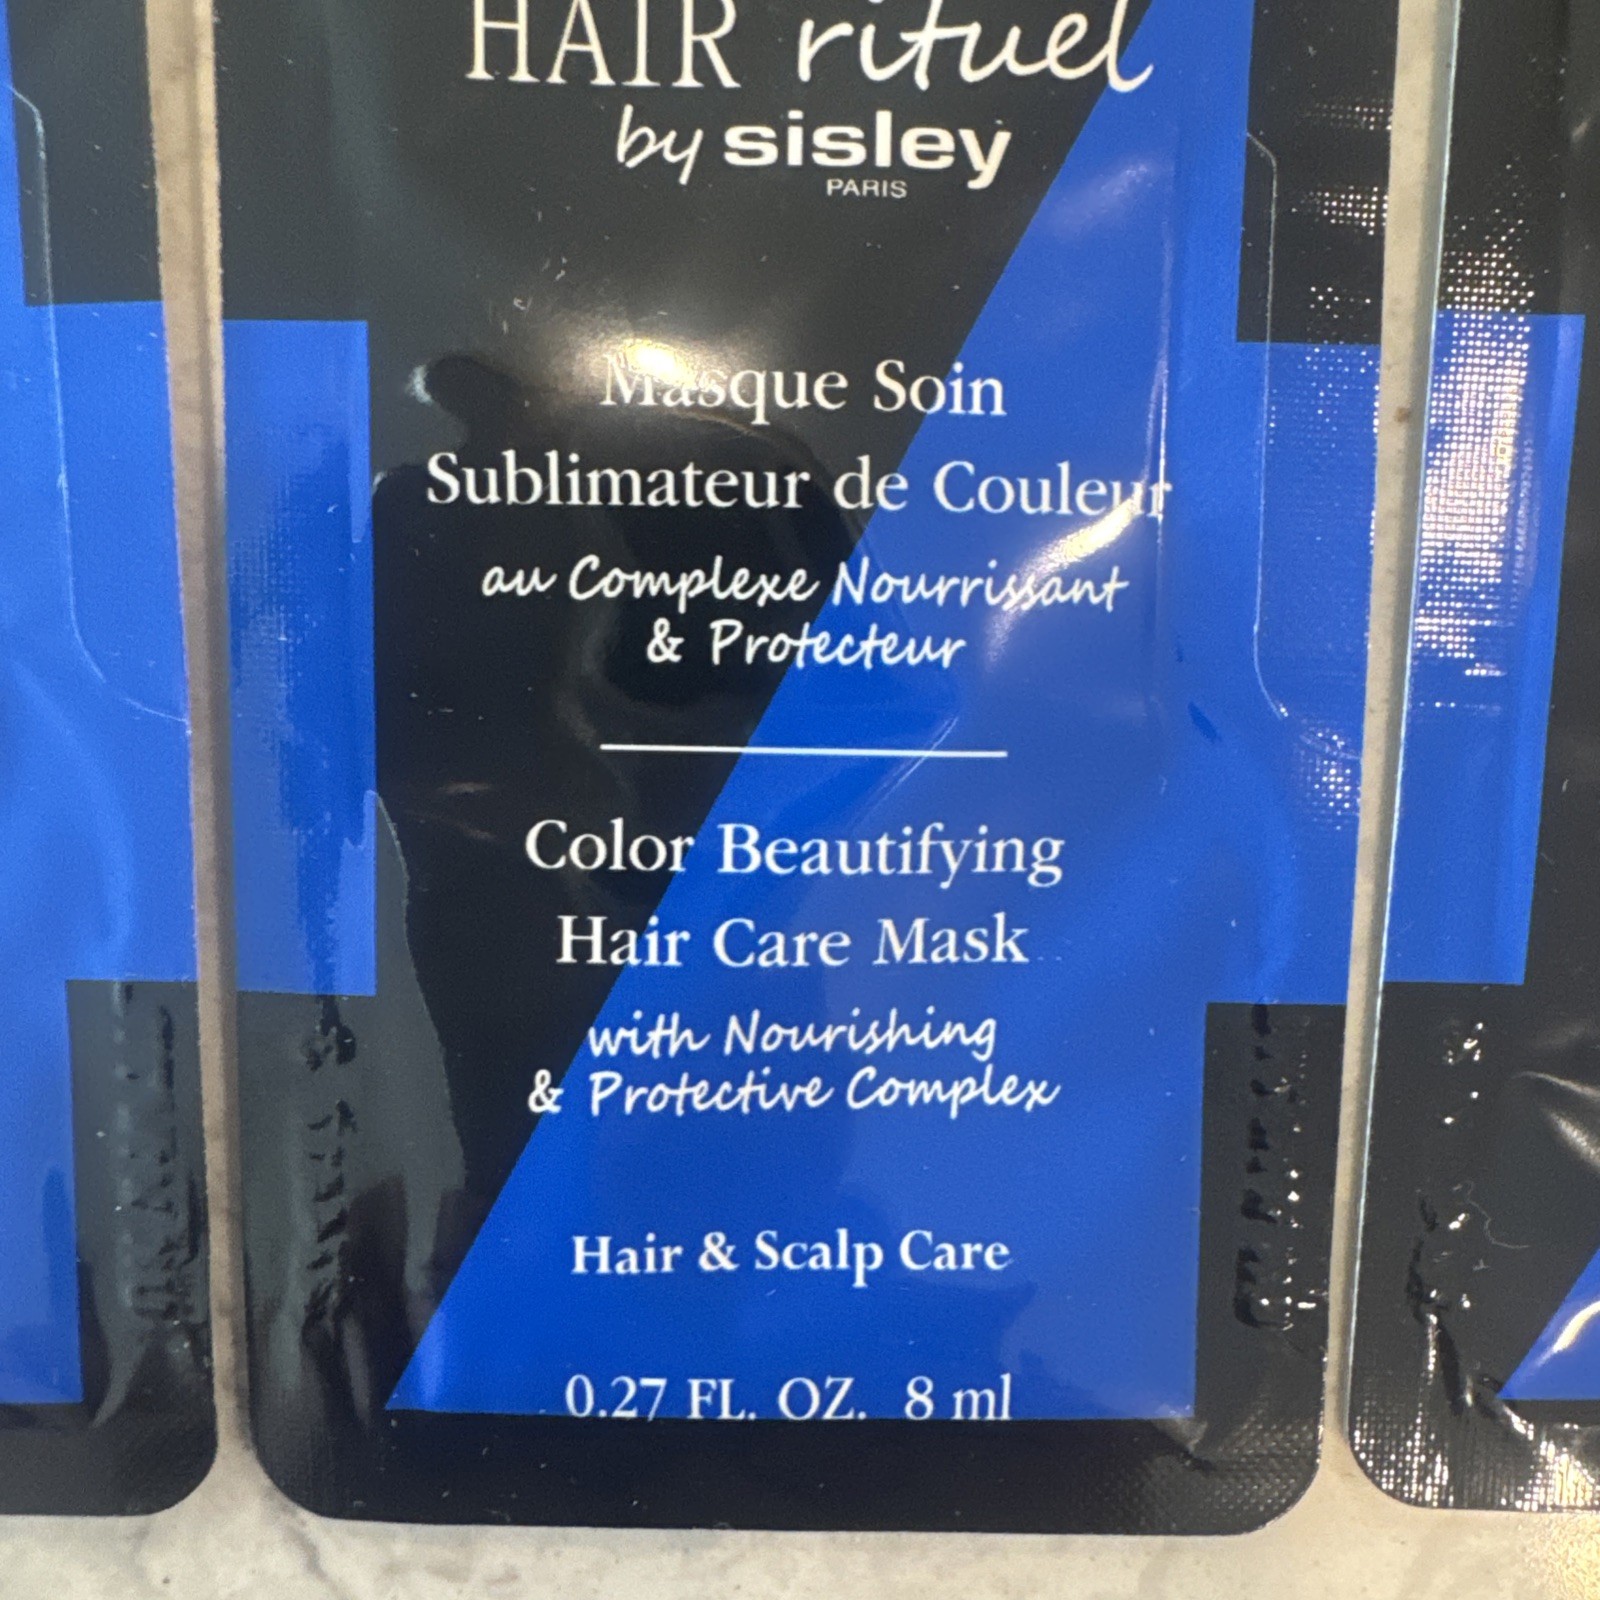 HAIR rituel
by sisley
PARIS
Masque Soin
Sublimateur de Couleur
au Complexe Nourrissant
& Protecteur
Color Beautifying
Hair Care Mask
with Nourishing
& Protective Complex
Hair & Scalp Care
0.27 FL. OZ. 8 ml